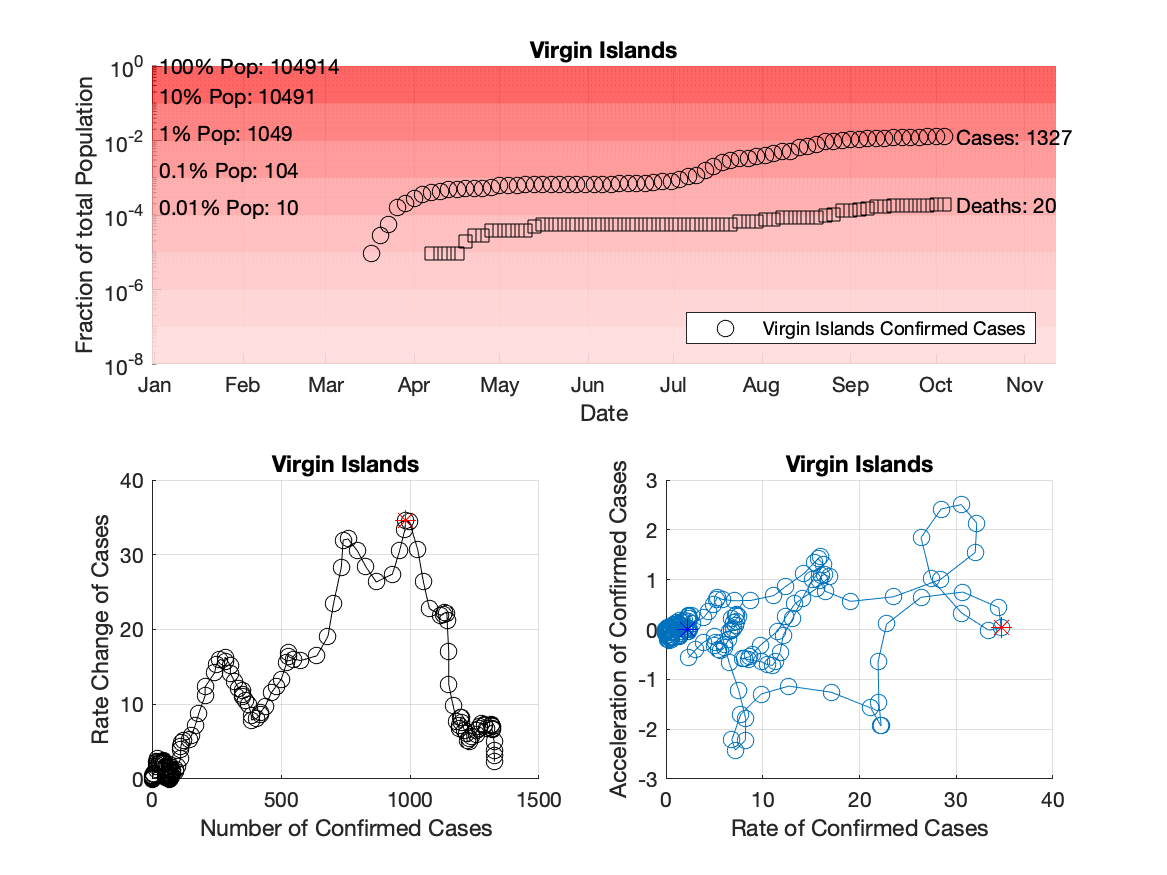 Virgin Islands
Fraction of total Population
10^0
10^-2
10^-4
10^-6
10^-8
100% Pop: 104914
10% Pop: 10491
1% Pop: 1049
0.1% Pop: 104
0.01% Pop: 10
Cases: 1327
Deaths: 20
Virgin Islands Confirmed Cases
Jan Feb Mar Apr May Jun Jul Aug Sep Oct Nov
Date
Virgin Islands
Rate Change of Cases
40
30
20
10
0
0 500 1000 1500
Number of Confirmed Cases
Virgin Islands
Acceleration of Confirmed Cases
3
2
1
0
-1
-2
-3
0 10 20 30 40
Rate of Confirmed Cases